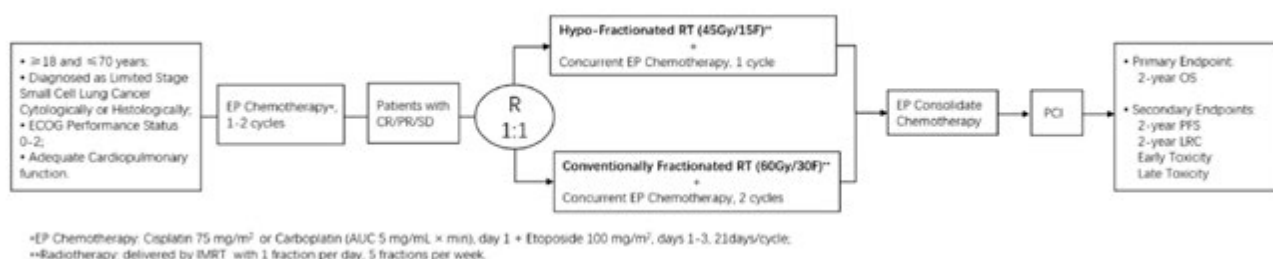 • ≥18 and ≤70 years;
• Diagnosed as Limited Stage
Small Cell Lung Cancer
Cytologically or Histologically;
• ECOG Performance Status
0-2;
• Adequate Cardiopulmonary
function.
EP Chemotherapy*,
1-2 cycles
Patients with
CR/PR/SD
R
1:1
Hypo-Fractionated RT (45Gy/15F)**
+
Concurrent EP Chemotherapy, 1 cycle
Conventionally Fractionated RT (60Gy/30F)**
+
Concurrent EP Chemotherapy, 2 cycles
EP Consolidate
Chemotherapy
PCI
• Primary Endpoint:
2-year OS
• Secondary Endpoints:
2-year PFS
2-year LRC
Early Toxicity
Late Toxicity
*EP Chemotherapy: Cisplatin 75 mg/m² or Carboplatin (AUC 5 mg/mL × min), day 1 + Etoposide 100 mg/m², days 1-3, 21days/cycle;
**Radiotherapy: delivered by IMRT with 1 fraction per day, 5 fractions per week.